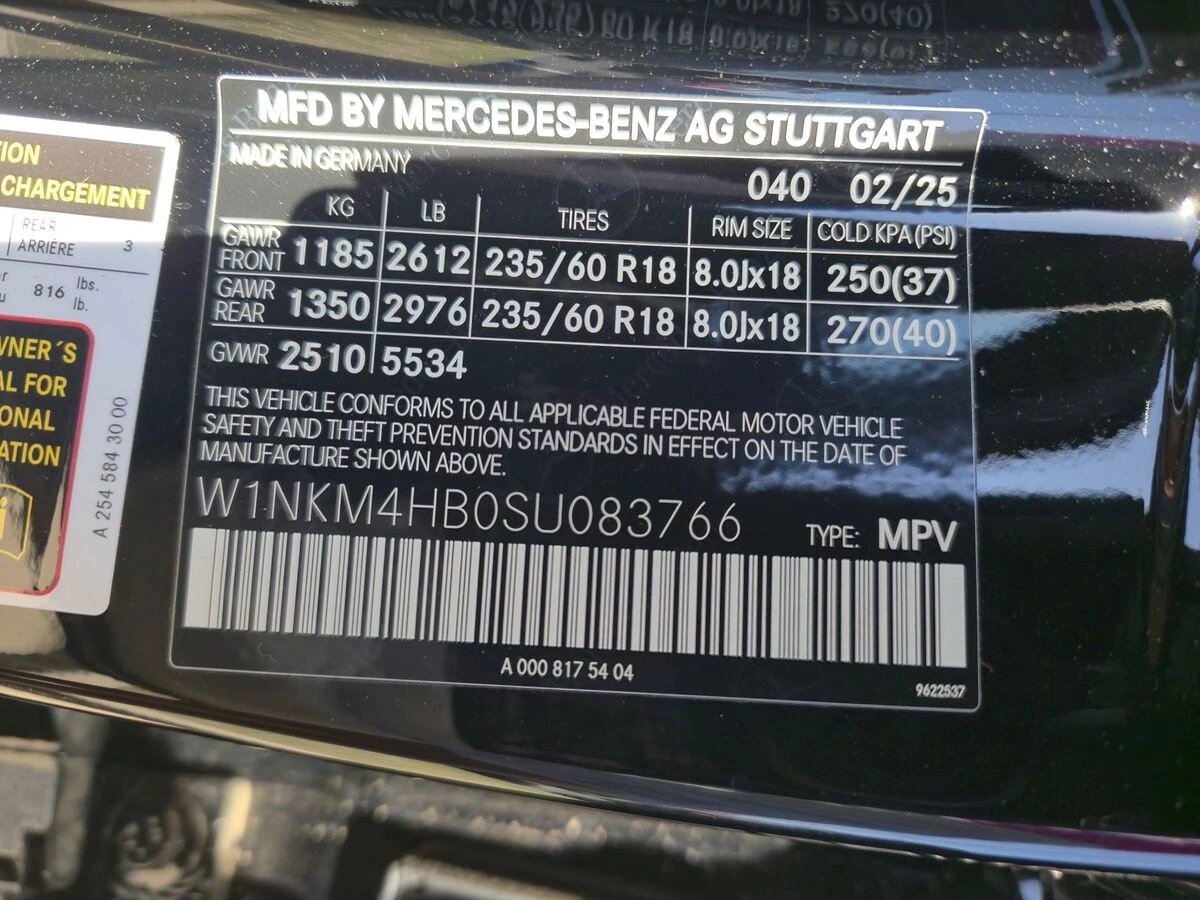 MFD BY MERCEDES-BENZ AG STUTTGART
MADE IN GERMANY
040 02/25
KG LB TIRES RIM SIZE COLD KPA(PSI)
GAWR FRONT 1185 2612 235/60 R18 8.0Jx18 250(37)
GAWR REAR 1350 2976 235/60 R18 8.0Jx18 270(40)
GVWR 2510 5534
THIS VEHICLE CONFORMS TO ALL APPLICABLE FEDERAL MOTOR VEHICLE
SAFETY AND THEFT PREVENTION STANDARDS IN EFFECT ON THE DATE OF
MANUFACTURE SHOWN ABOVE.
W1NKM4HB0SU083766 TYPE: MPV
A 000 817 54 04
9622537
CHARGEMENT
REAR
ARRIÈRE 3
816 lbs.
lb.
FOR
A 254 584 30 00